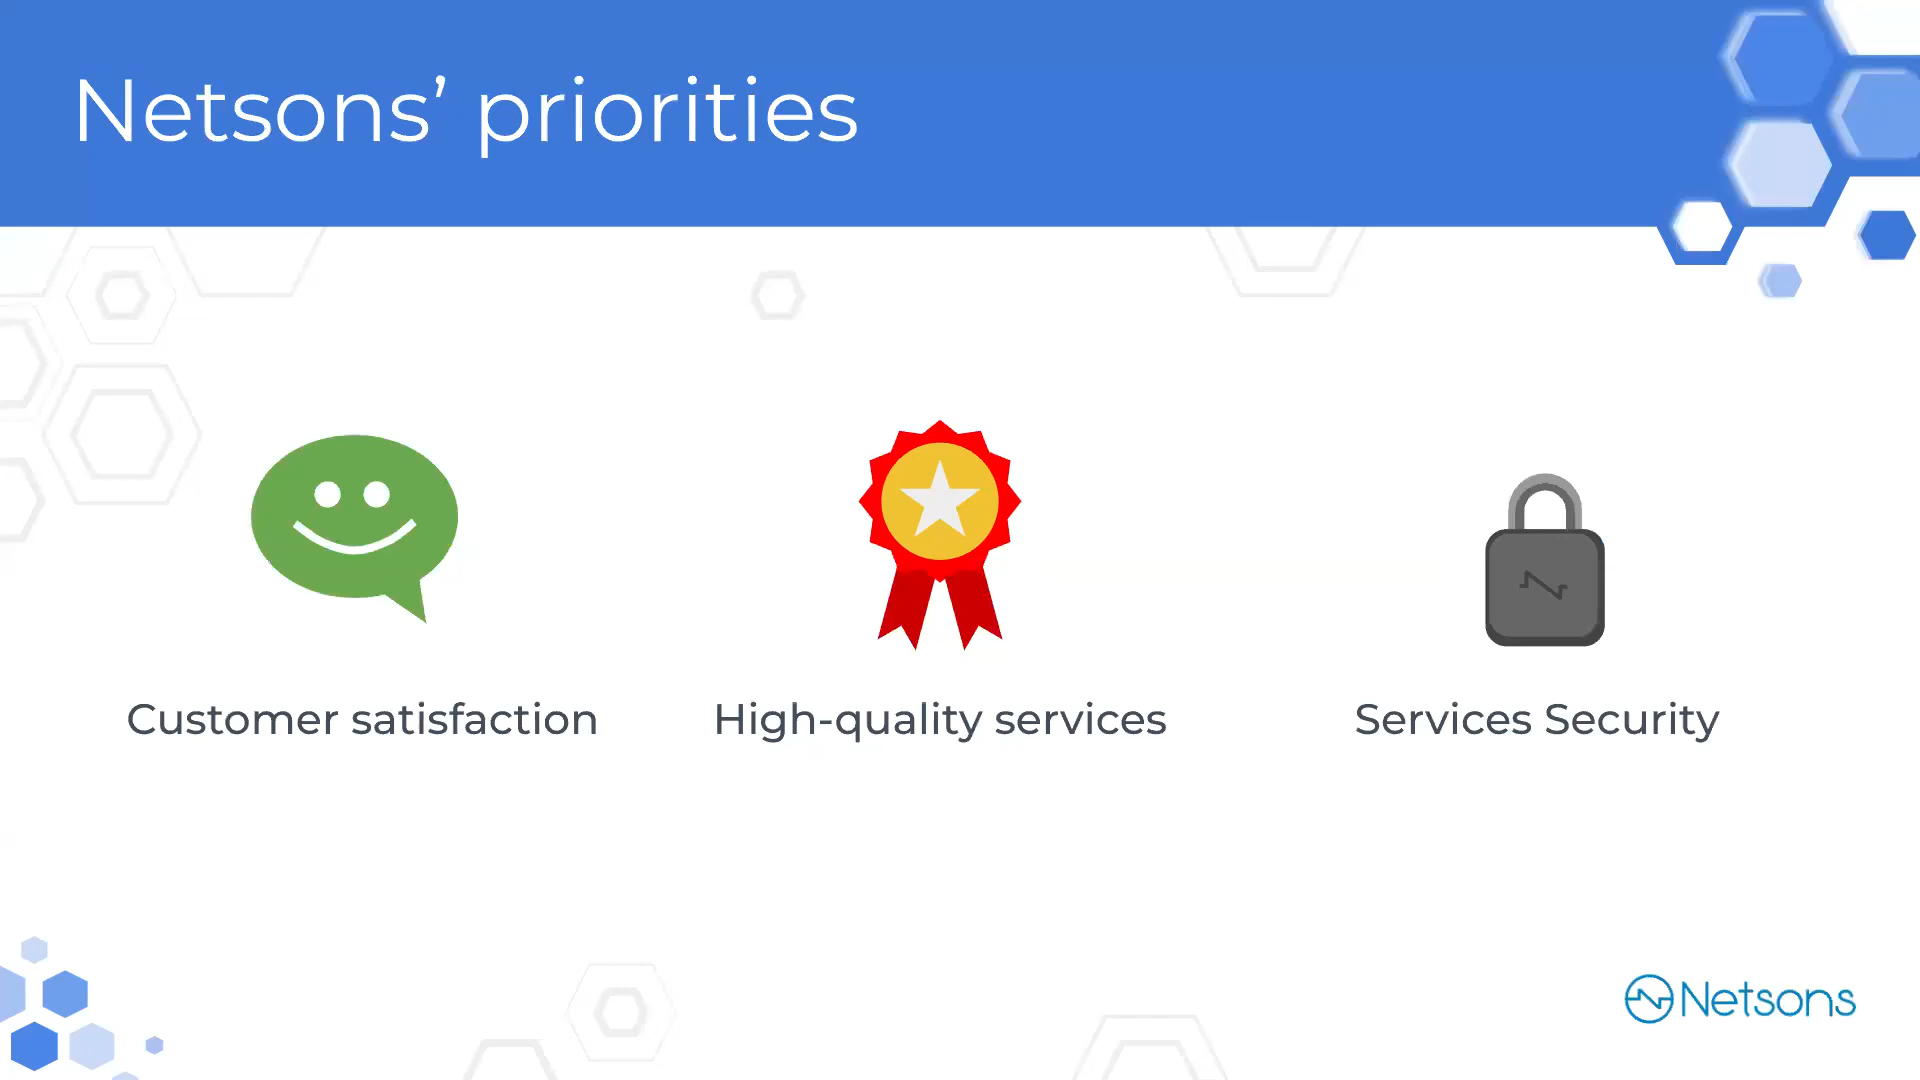 Netsons’ priorities
Customer satisfaction
High-quality services
Services Security
Netsons